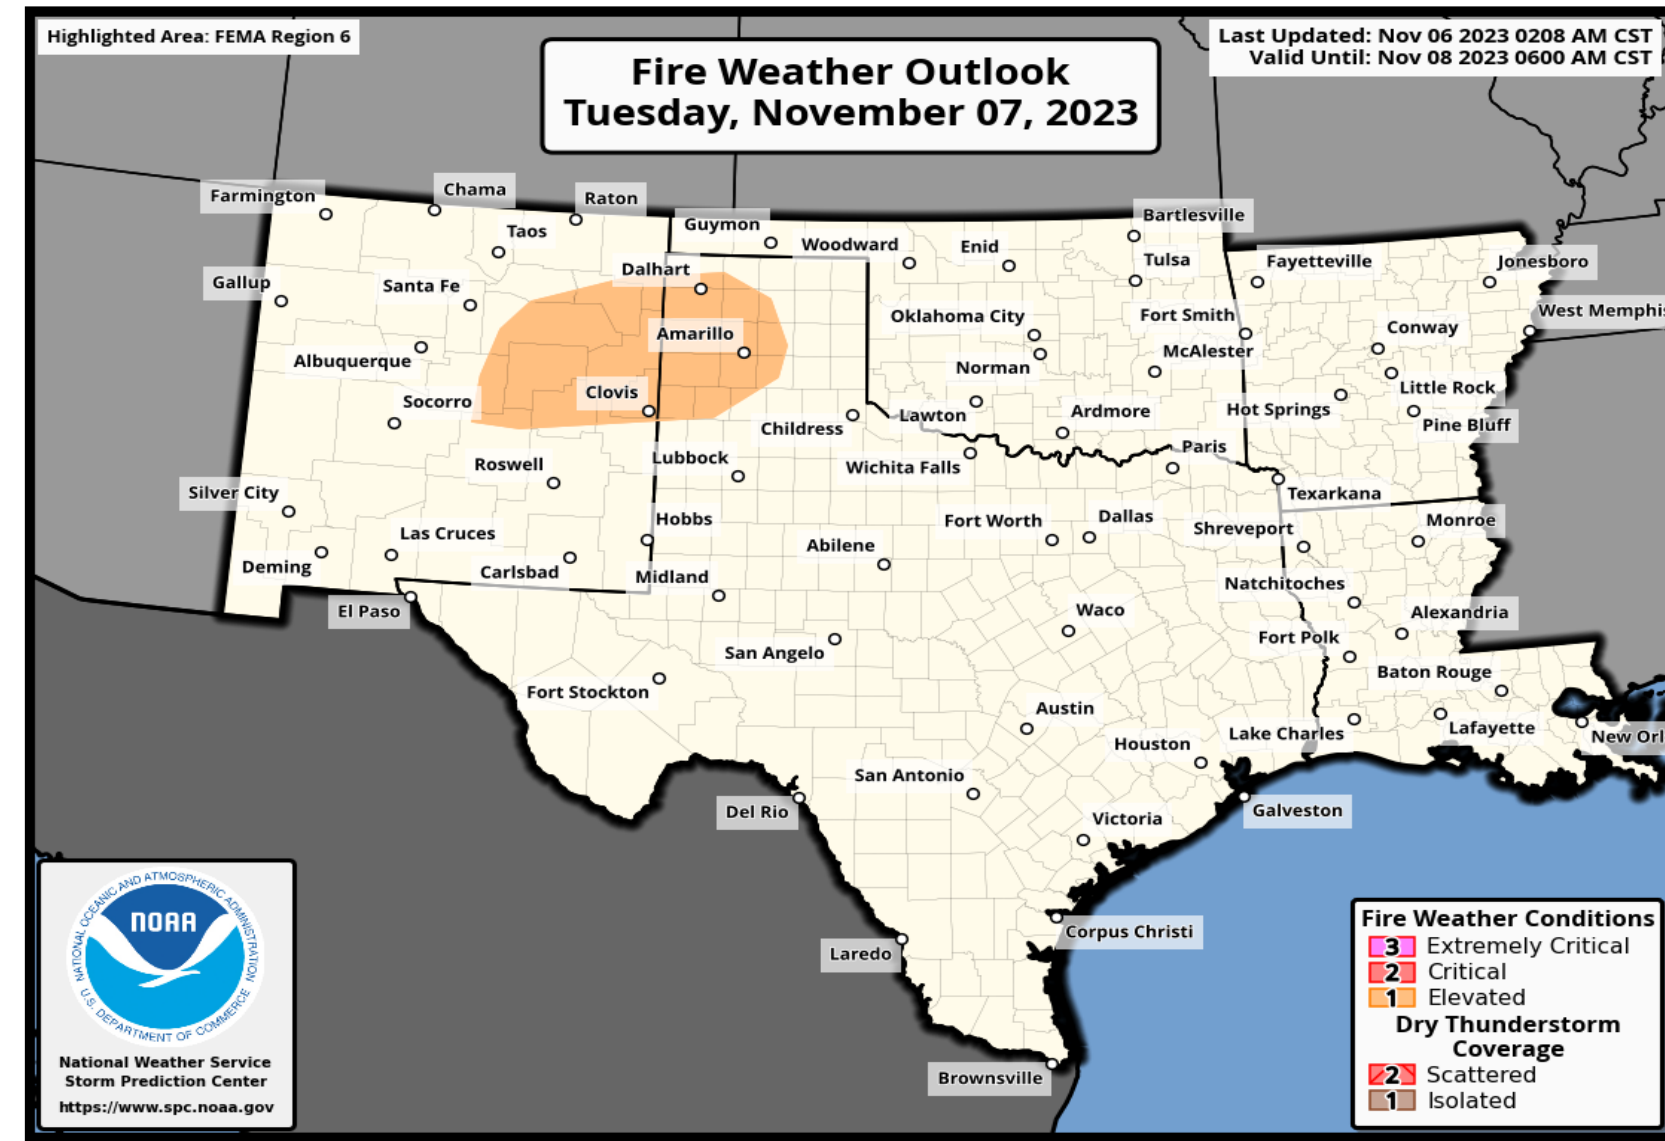 Highlighted Area: FEMA Region 6
Last Updated: Nov 06 2023 0208 AM CST
Valid Until: Nov 08 2023 0600 AM CST
Fire Weather Outlook
Tuesday, November 07, 2023
Farmington
Chama
Raton
Taos
Guymon
Woodward
Enid
Bartlesville
Tulsa
Fayetteville
Jonesboro
Gallup
Santa Fe
Dalhart
Amarillo
Oklahoma City
Fort Smith
West Memphis
Conway
Albuquerque
McAlester
Norman
Little Rock
Clovis
Socorro
Childress
Lawton
Ardmore
Hot Springs
Pine Bluff
Roswell
Lubbock
Wichita Falls
Paris
Silver City
Texarkana
Las Cruces
Hobbs
Fort Worth
Dallas
Shreveport
Monroe
Abilene
Deming
Carlsbad
Midland
Natchitoches
El Paso
Waco
Alexandria
San Angelo
Fort Polk
Baton Rouge
Fort Stockton
Austin
Houston
Lake Charles
Lafayette
New Orl
San Antonio
Del Rio
Victoria
Galveston
Corpus Christi
Laredo
Brownsville
NATIONAL OCEANIC AND ATMOSPHERIC ADMINISTRATION
NOAA
U.S. DEPARTMENT OF COMMERCE
National Weather Service
Storm Prediction Center
https://www.spc.noaa.gov
Fire Weather Conditions
3 Extremely Critical
2 Critical
1 Elevated
Dry Thunderstorm
Coverage
2 Scattered
1 Isolated